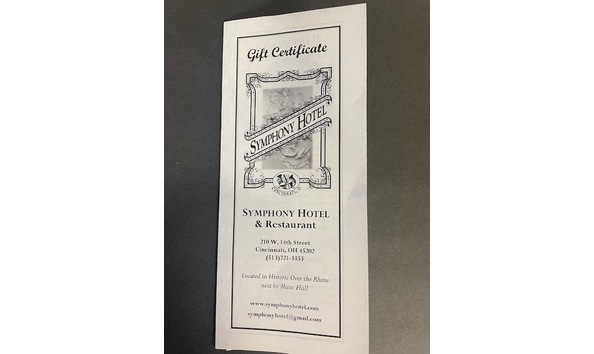 Gift Certificate
SYMPHONY HOTEL
CINCINNATI, O
SYMPHONY HOTEL
& Restaurant
210 W. 14th Street
Cincinnati, OH 45202
(513)721-3353
Located in Historic Over the Rhine
next to Music Hall
www.symphonyhotel.com
symphonyhotel@gmail.com